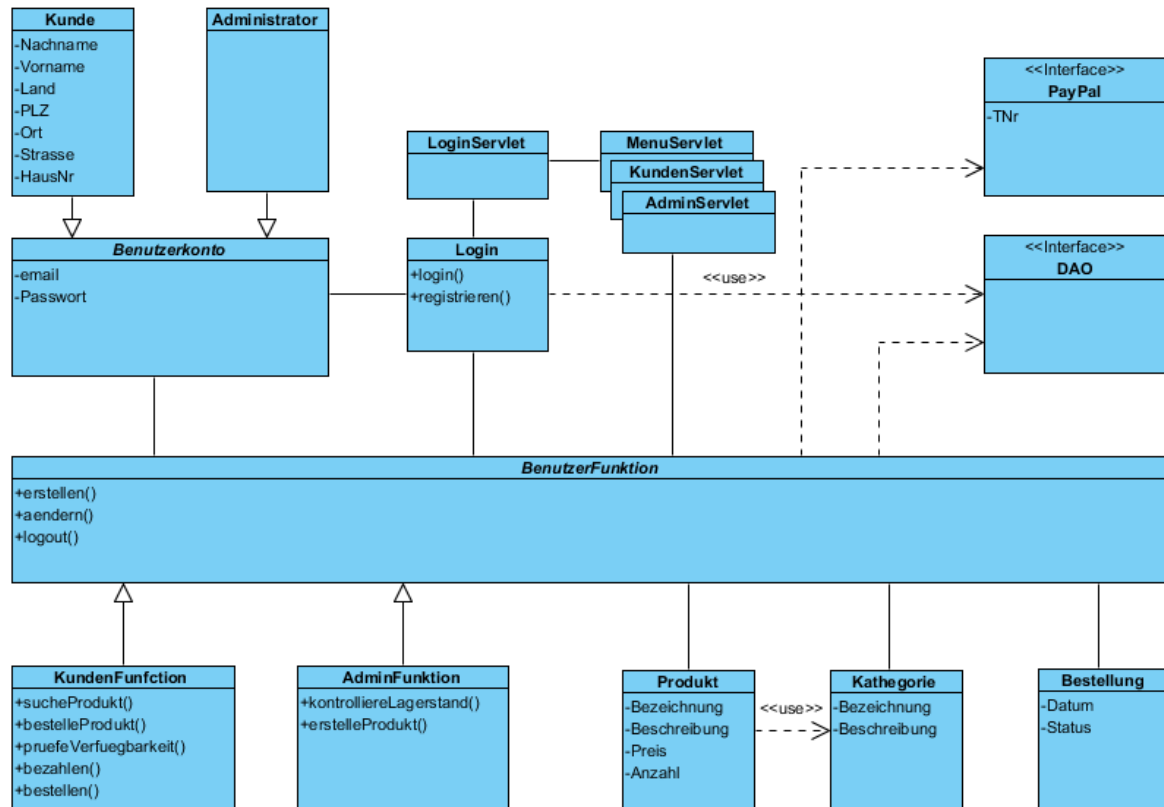 Kunde
-Nachname
-Vorname
-Land
-PLZ
-Ort
-Strasse
-HausNr
Administrator
<<Interface>>
PayPal
-TNr
LoginServlet
MenuServlet
KundenServlet
AdminServlet
Benutzerkonto
-email
-Passwort
Login
+login()
+registrieren()
<<use>>
<<Interface>>
DAO
BenutzerFunktion
+erstellen()
+aendern()
+logout()
KundenFunfction
+sucheProdukt()
+bestelleProdukt()
+pruefeVerfuegbarkeit()
+bezahlen()
+bestellen()
AdminFunktion
+kontrolliereLagerstand()
+erstelleProdukt()
Produkt
-Bezeichnung
-Beschreibung
-Preis
-Anzahl
<<use>>
Kathegorie
-Bezeichnung
-Beschreibung
Bestellung
-Datum
-Status